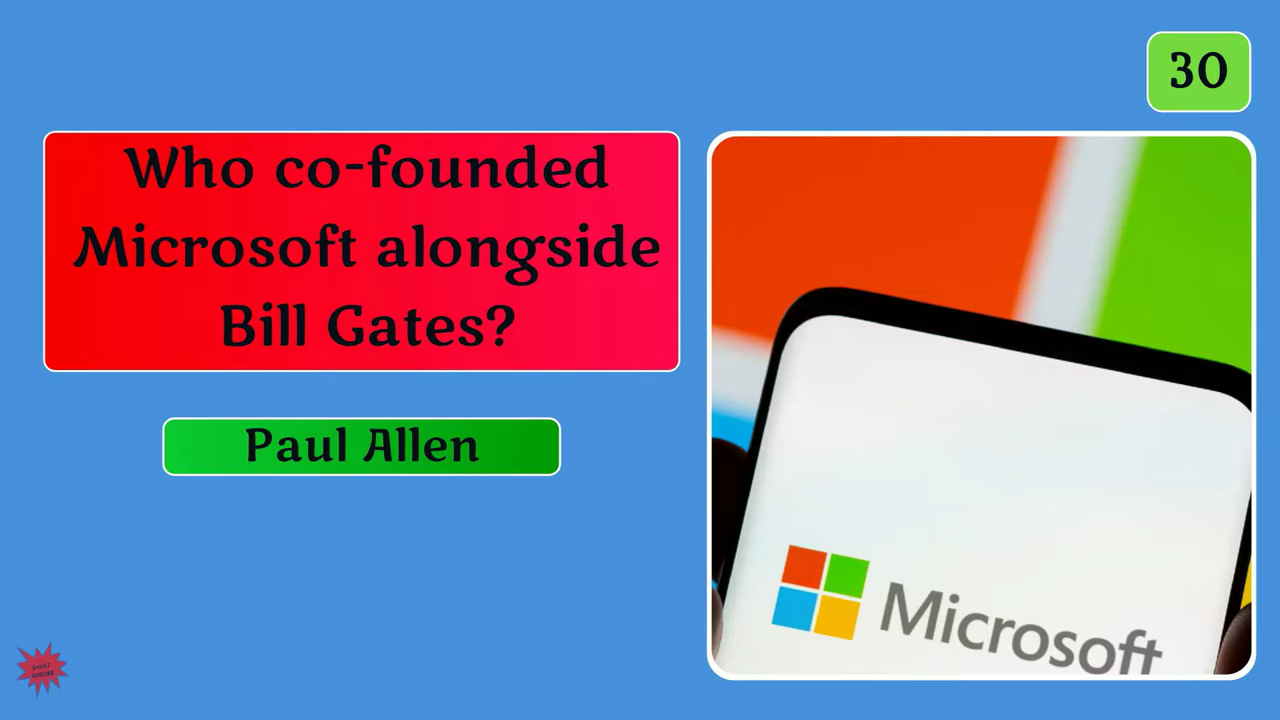 30
Who co-founded
Microsoft alongside
Bill Gates?
Paul Allen
Microsoft